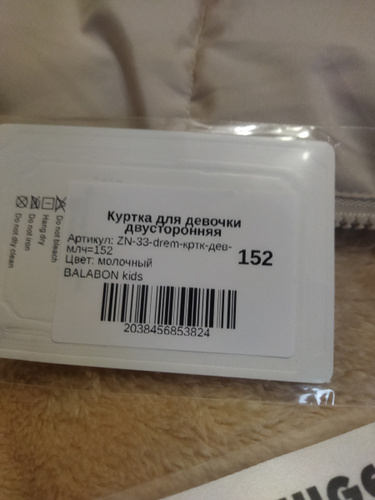 Куртка для девочки
двусторонняя
Артикул: ZN-33-drem-кртк-дев-
млч=152
152
Цвет: молочный
BALABON kids
2038456853824
Do not bleach
Hang dry
Do not iron
Do not dry clean